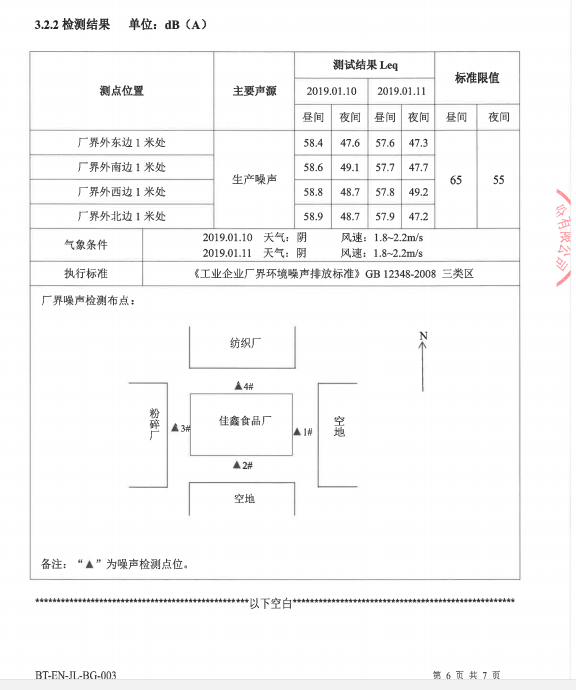 3.2.2 检测结果 单位：dB（A）
测点位置 主要声源 测试结果 Leq 标准限值
2019.01.10 2019.01.11
昼间 夜间 昼间 夜间 昼间 夜间
厂界外东边 1 米处 58.4 47.6 57.6 47.3
厂界外南边 1 米处 58.6 49.1 57.7 47.7
生产噪声 65 55
厂界外西边 1 米处 58.8 48.7 57.8 49.2
厂界外北边 1 米处 58.9 48.7 57.9 47.2
气象条件
2019.01.10 天气：阴 风速：1.8~2.2m/s
2019.01.11 天气：阴 风速：1.8~2.2m/s
执行标准 《工业企业厂界环境噪声排放标准》GB 12348-2008 三类区
厂界噪声检测布点：
纺织厂
N
▲4#
粉碎厂
▲3#
佳鑫食品厂
▲1#
空地
▲2#
空地
备注：“▲”为噪声检测点位。
**************************************************以下空白****************************************************
BT-EN-JL-BG-003 第 6 页 共 7 页
有限公司